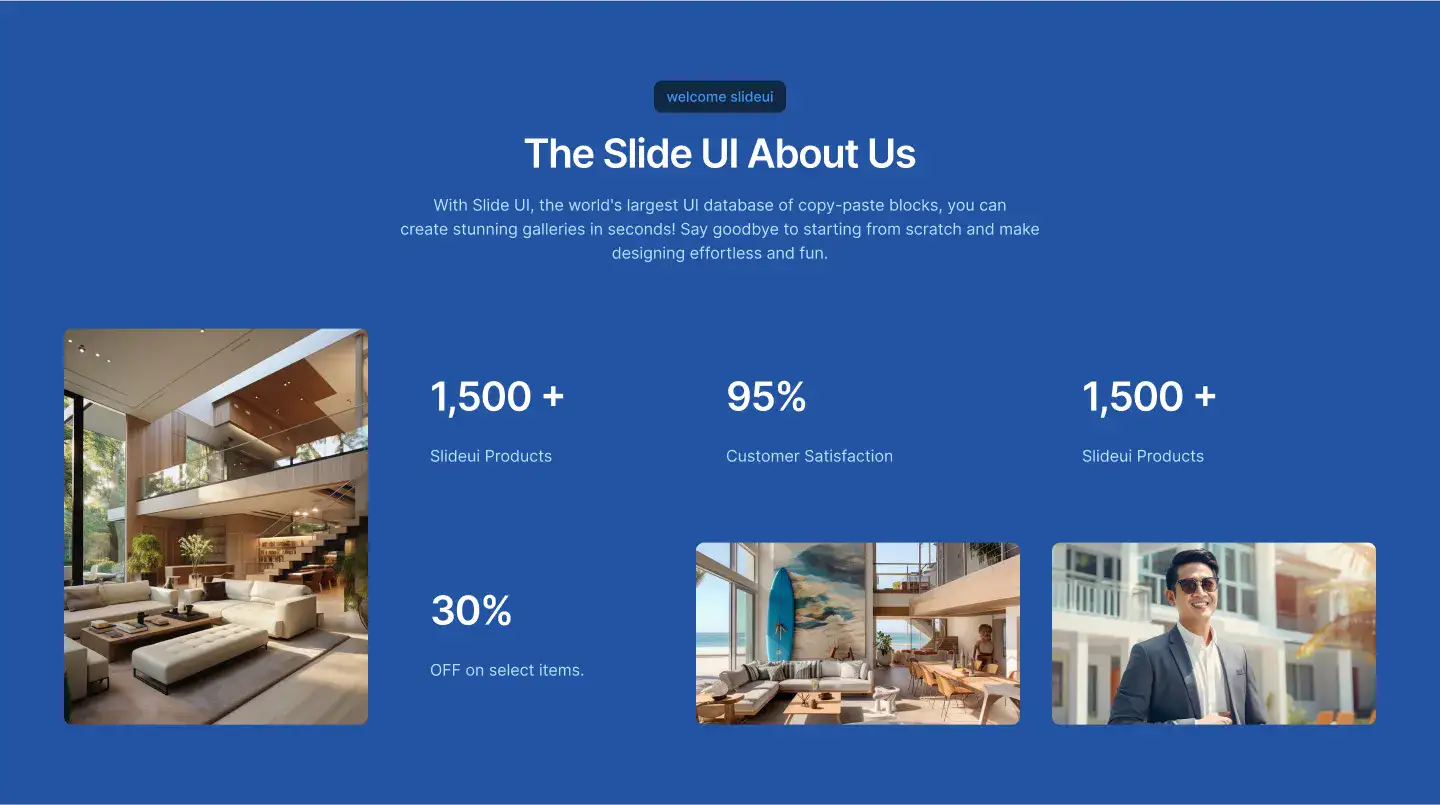 welcome slideui
The Slide UI About Us
With Slide UI, the world's largest UI database of copy-paste blocks, you can
create stunning galleries in seconds! Say goodbye to starting from scratch and make
designing effortless and fun.
1,500 +
Slideui Products
95%
Customer Satisfaction
1,500 +
Slideui Products
30%
OFF on select items.